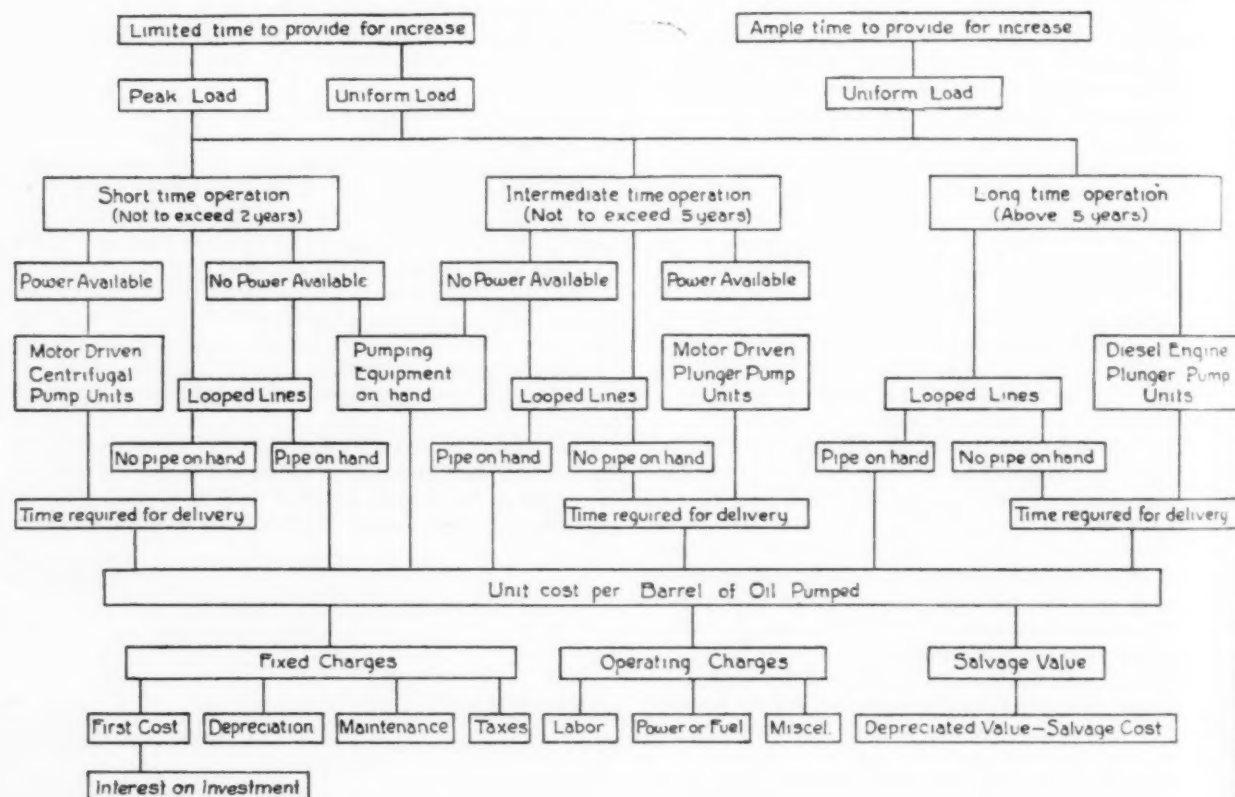 Limited time to provide for increase
Ample time to provide for increase
Peak Load
Uniform Load
Uniform Load
Short time operation
(Not to exceed 2 years)
Intermediate time operation
(Not to exceed 5 years)
Long time operation
(Above 5 years)
Power Available
No Power Available
No Power Available
Power Available
Motor Driven
Centrifugal
Pump Units
Pumping
Equipment
on hand
Motor Driven
Plunger Pump
Units
Diesel Engine
Plunger Pump
Units
Looped Lines
Looped Lines
Looped Lines
No pipe on hand
Pipe on hand
Pipe on hand
No pipe on hand
Pipe on hand
No pipe on hand
Time required for delivery
Time required for delivery
Time required for delivery
Unit cost per Barrel of Oil Pumped
Fixed Charges
Operating Charges
Salvage Value
First Cost
Depreciation
Maintenance
Taxes
Labor
Power or Fuel
Miscel.
Depreciated Value—Salvage Cost
Interest on Investment